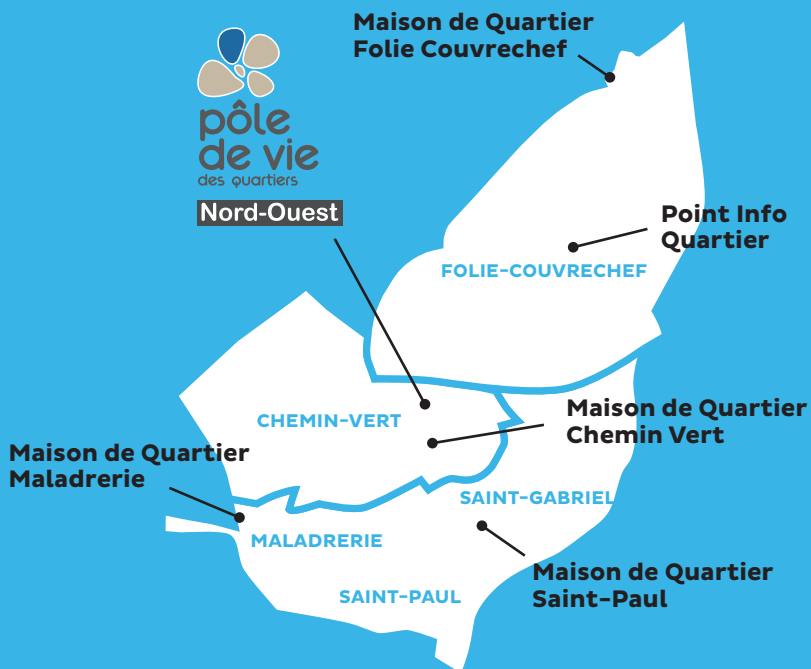 Maison de Quartier
Folie Couvrechef
pôle
de vie
des quartiers
Nord-Ouest
Point Info
Quartier
FOLIE-COUVRECHEF
CHEMIN-VERT
Maison de Quartier
Chemin Vert
Maison de Quartier
Maladrerie
SAINT-GABRIEL
MALADRERIE
Maison de Quartier
Saint-Paul
SAINT-PAUL